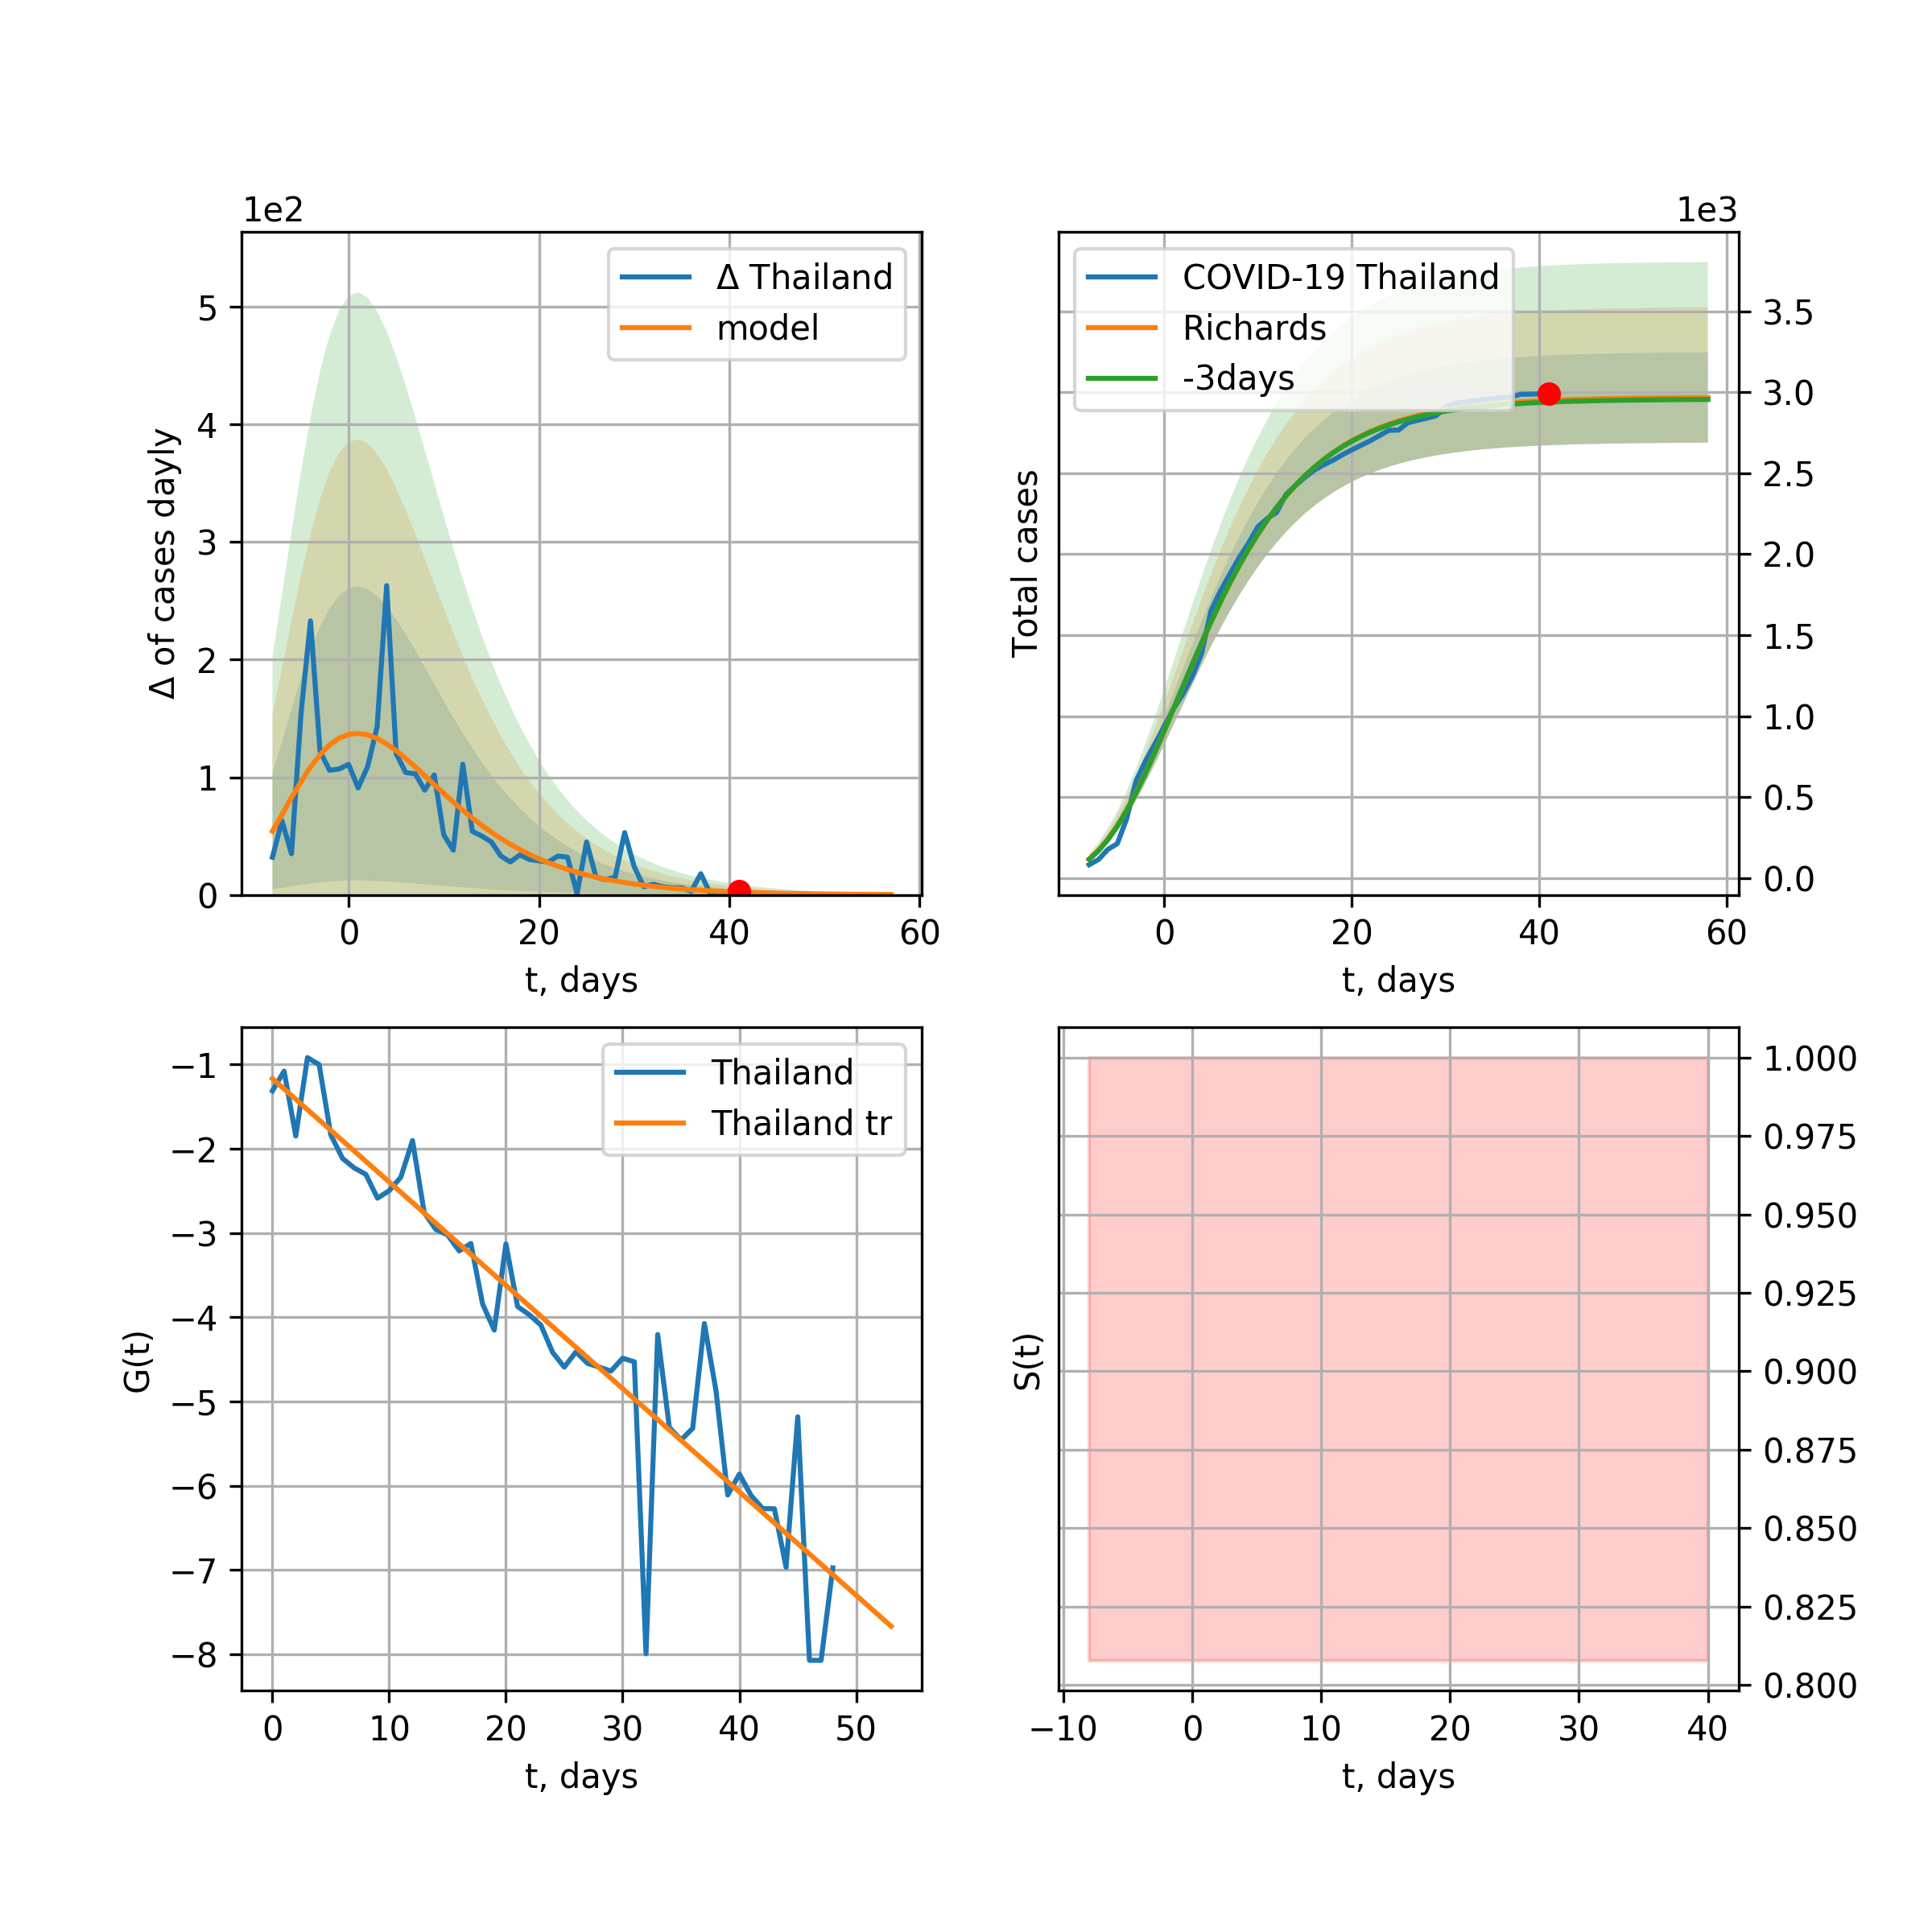 1e2
Δ Thailand
model
5
4
3
2
1
0
Δ of cases dayly
0 20 40 60
t, days
1e3
COVID-19 Thailand
Richards
-3days
3.5
3.0
2.5
2.0
1.5
1.0
0.5
0.0
Total cases
0 20 40 60
t, days
Thailand
Thailand tr
−1
−2
−3
−4
−5
−6
−7
−8
G(t)
0 10 20 30 40 50
t, days
1.000
0.975
0.950
0.925
0.900
0.875
0.850
0.825
0.800
S(t)
−10 0 10 20 30 40
t, days